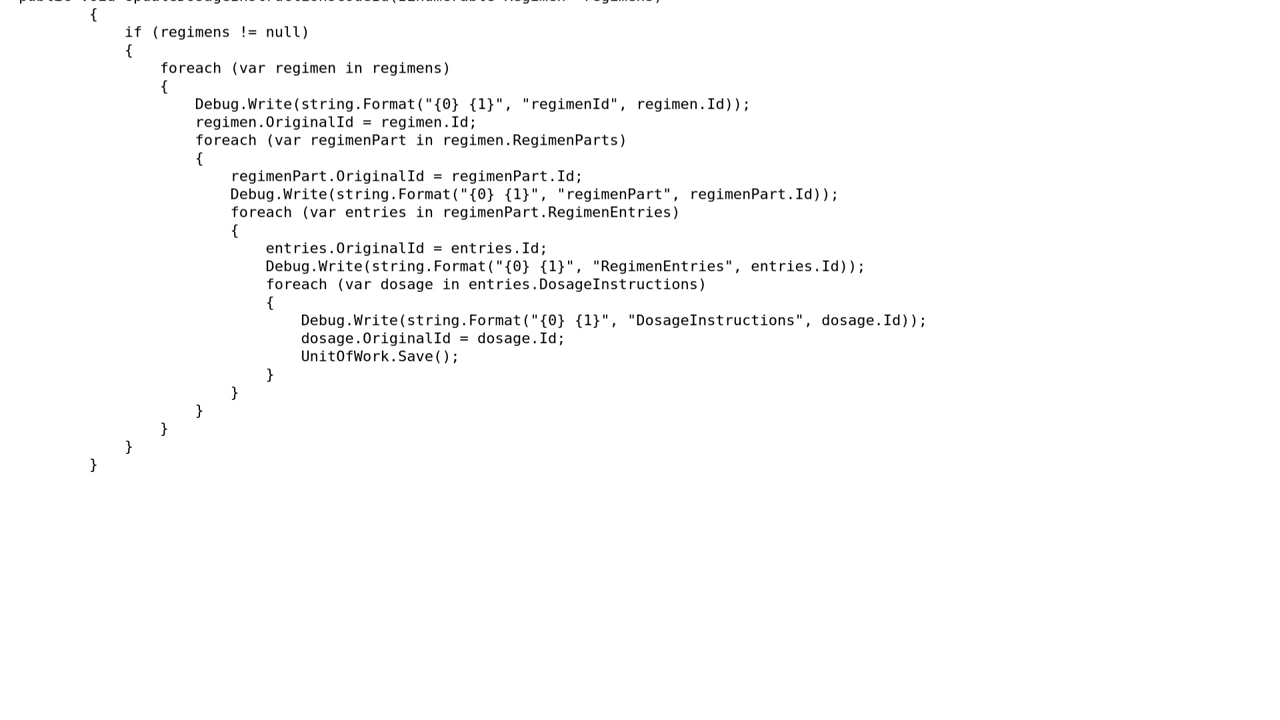 {
if (regimens != null)
{
foreach (var regimen in regimens)
{
Debug.Write(string.Format("{0} {1}", "regimenId", regimen.Id));
regimen.OriginalId = regimen.Id;
foreach (var regimenPart in regimen.RegimenParts)
{
regimenPart.OriginalId = regimenPart.Id;
Debug.Write(string.Format("{0} {1}", "regimenPart", regimenPart.Id));
foreach (var entries in regimenPart.RegimenEntries)
{
entries.OriginalId = entries.Id;
Debug.Write(string.Format("{0} {1}", "RegimenEntries", entries.Id));
foreach (var dosage in entries.DosageInstructions)
{
Debug.Write(string.Format("{0} {1}", "DosageInstructions", dosage.Id));
dosage.OriginalId = dosage.Id;
UnitOfWork.Save();
}
}
}
}
}
}